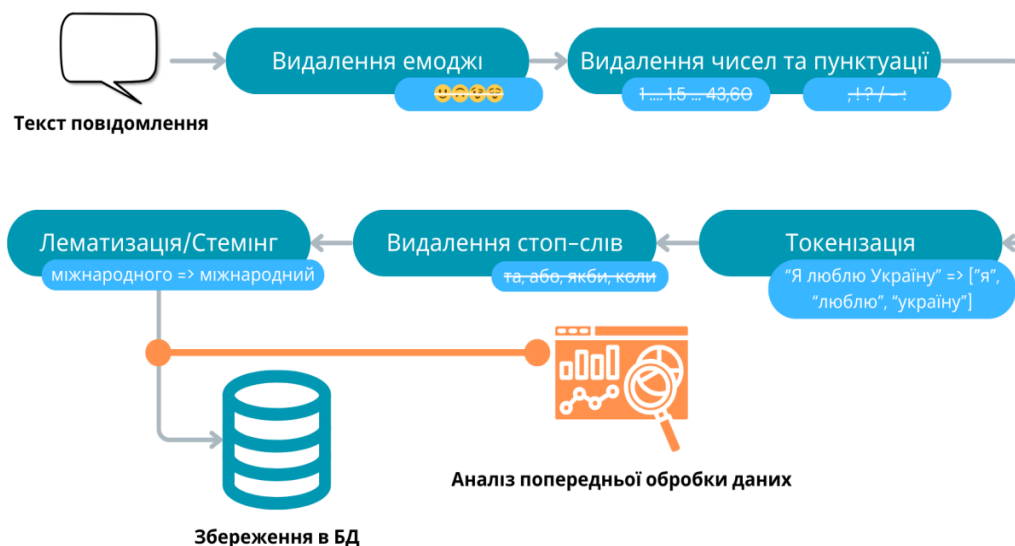 Текст повідомлення
Видалення емоджі
😃🙃😉😌
Видалення чисел та пунктуації
1 .... 1.5 ... 43,60
, ! ? / – :
Токенізація
“Я люблю Україну” => [”я”,
“люблю”, “україну”]
Видалення стоп-слів
та, або, якби, коли
Лематизація/Стемінг
міжнародного => міжнародний
Аналіз попередньої обробки даних
Збереження в БД